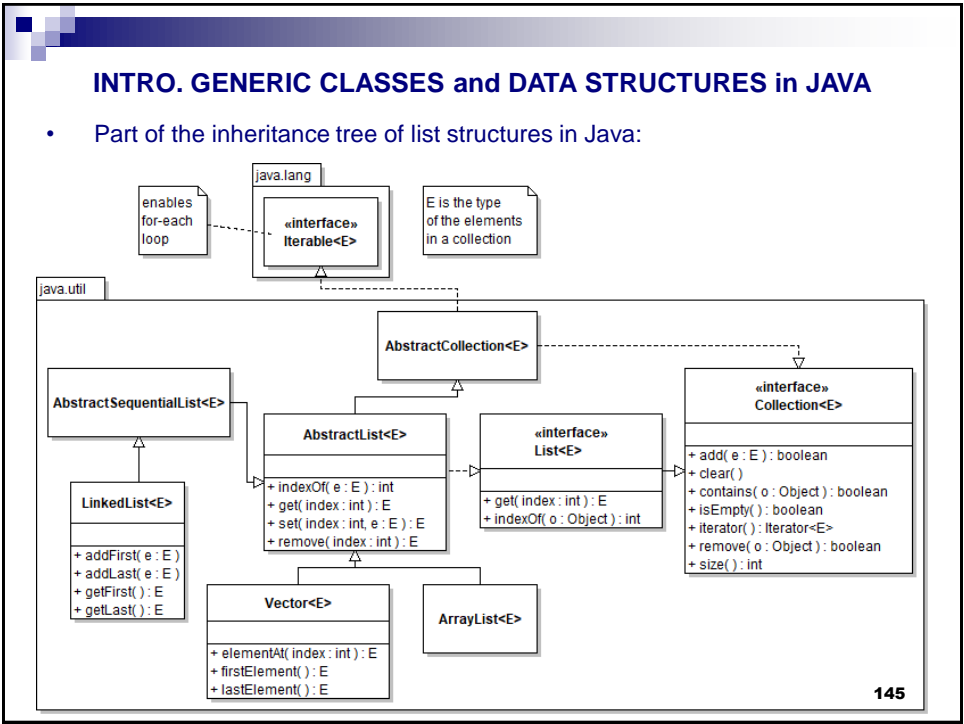 INTRO. GENERIC CLASSES and DATA STRUCTURES in JAVA
• Part of the inheritance tree of list structures in Java:
java.lang
enables
for-each
loop
«interface»
Iterable<E>
E is the type
of the elements
in a collection
java.util
AbstractCollection<E>
AbstractSequentialList<E>
«interface»
Collection<E>
+ add( e : E ) : boolean
+ clear( )
+ contains( o : Object ) : boolean
+ isEmpty( ) : boolean
+ iterator( ) : Iterator<E>
+ remove( o : Object ) : boolean
+ size( ) : int
AbstractList<E>
+ indexOf( e : E ) : int
+ get( index : int ) : E
+ set( index : int, e : E ) : E
+ remove( index : int ) : E
«interface»
List<E>
+ get( index : int ) : E
+ indexOf( o : Object ) : int
LinkedList<E>
+ addFirst( e : E )
+ addLast( e : E )
+ getFirst( ) : E
+ getLast( ) : E
Vector<E>
+ elementAt( index : int ) : E
+ firstElement( ) : E
+ lastElement( ) : E
ArrayList<E>
145